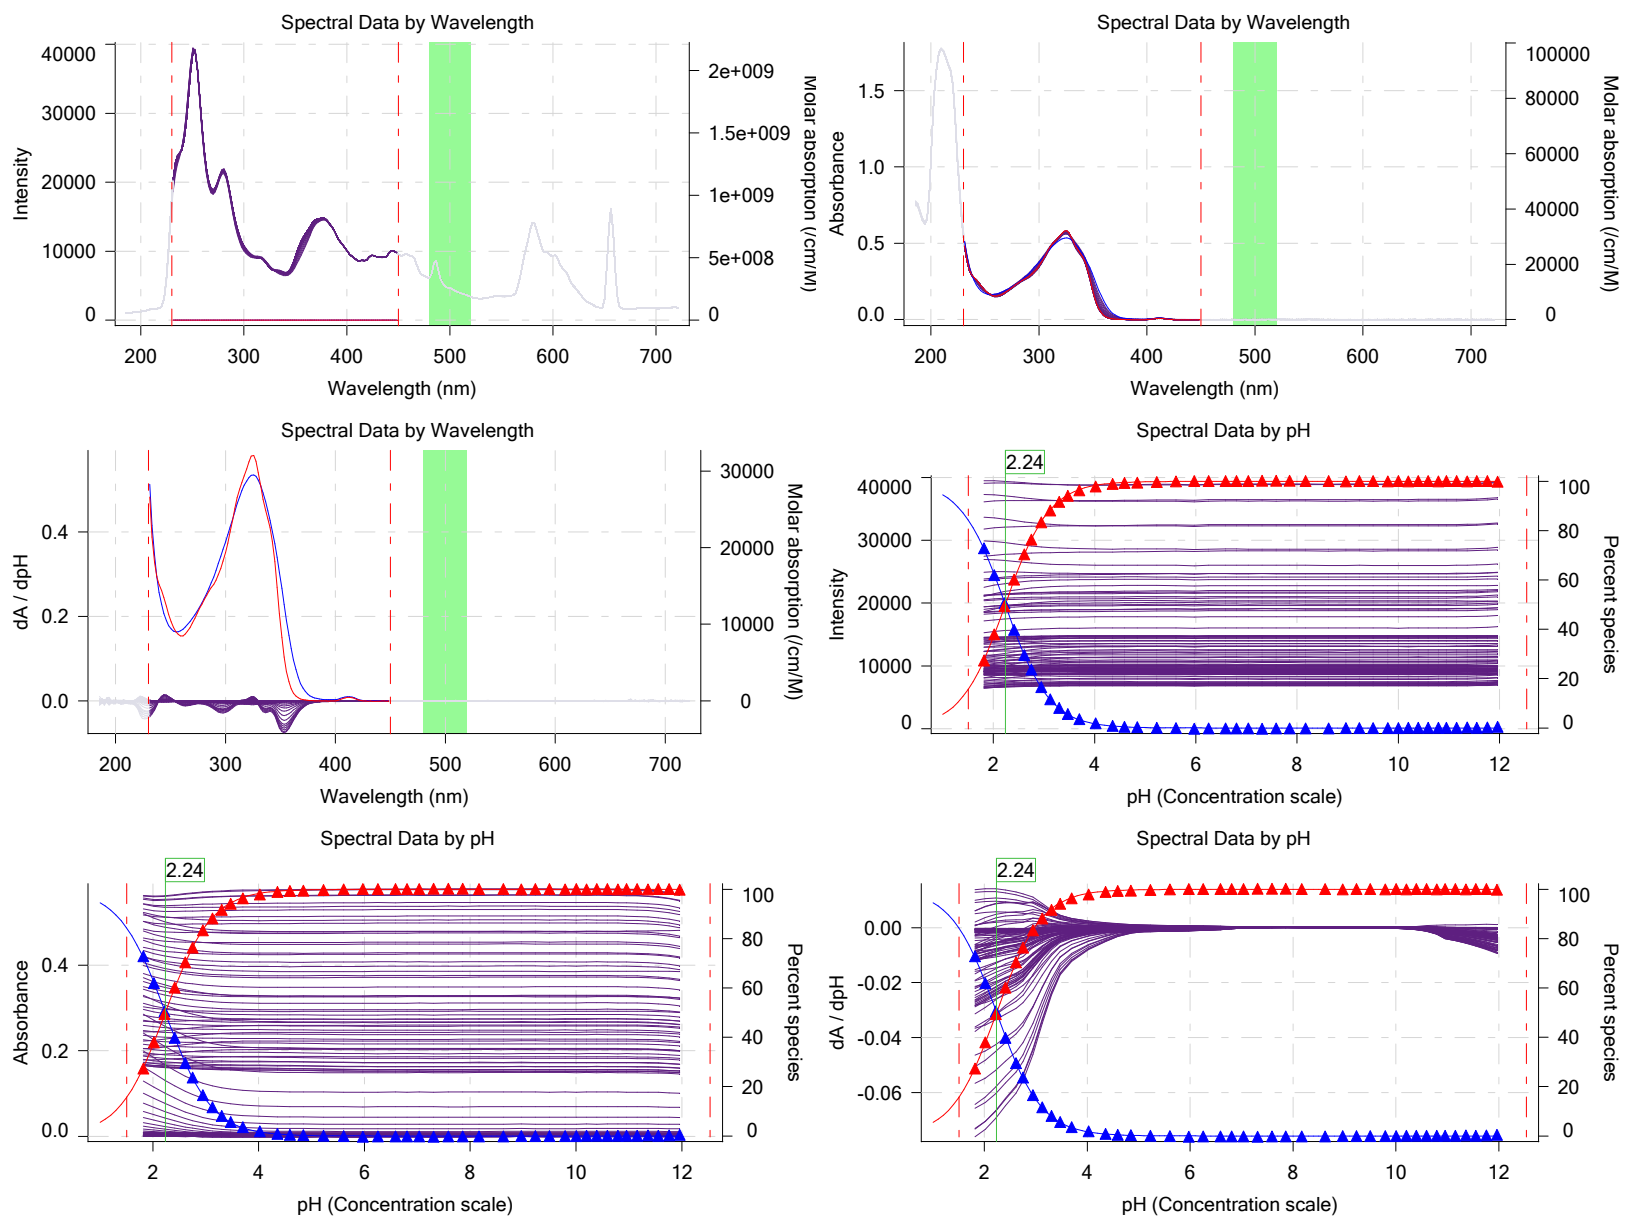 Spectral Data by Wavelength
40000
30000
20000
10000
0
Intensity
2e+009
1.5e+009
1e+009
5e+008
0
Molar absorption (/cm/M)
200 300 400 500 600 700
Wavelength (nm)
Spectral Data by Wavelength
1.5
1.0
0.5
0.0
Absorbance
100000
80000
60000
40000
20000
0
Molar absorption (/cm/M)
200 300 400 500 600 700
Wavelength (nm)
Spectral Data by Wavelength
0.4
0.2
0.0
dA / dpH
30000
20000
10000
0
Molar absorption (/cm/M)
200 300 400 500 600 700
Wavelength (nm)
Spectral Data by pH
2.24
40000
30000
20000
10000
0
Intensity
100
80
60
40
20
0
Percent species
2 4 6 8 10 12
pH (Concentration scale)
Spectral Data by pH
2.24
0.4
0.2
0.0
Absorbance
100
80
60
40
20
0
Percent species
2 4 6 8 10 12
pH (Concentration scale)
Spectral Data by pH
2.24
0.00
-0.02
-0.04
-0.06
dA / dpH
100
80
60
40
20
0
Percent species
2 4 6 8 10 12
pH (Concentration scale)